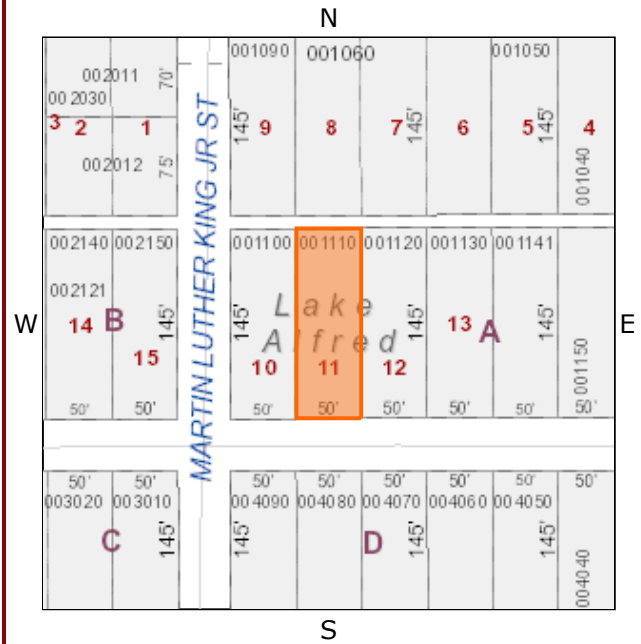 N
001090 001060 001050
002011 70'
002030
145' 145' 145'
3 2 1 9 8 7 6 5 4
002012 75' 001040
MARTIN LUTHER KING JR ST
002140 002150 001100 001110 001120 001130 001141
002121
Lake
W 14 B 145' 145' 13 A 145' E
Alfred
15 10 11 12 001150
50' 50' 50' 50' 50' 50' 50' 50'
50' 50' 50' 50' 50' 50' 50' 50'
003020 003010 004090 004080 004070 004060 004050
C 145' 145' D 145' 145'
004040
S